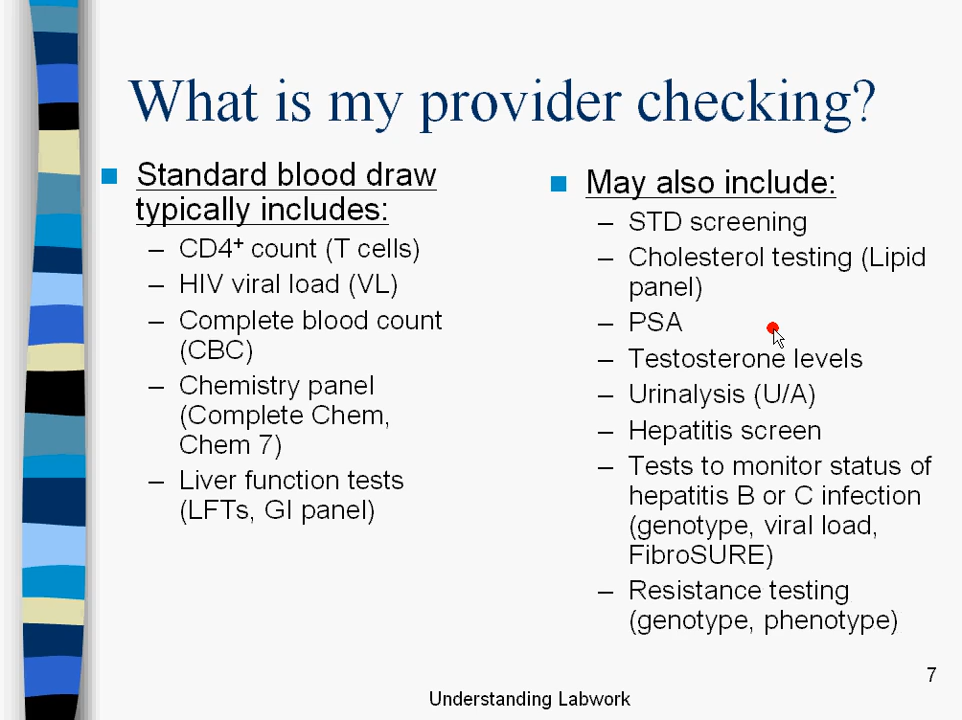 What is my provider checking?
Standard blood draw
typically includes:
– CD4⁺ count (T cells)
– HIV viral load (VL)
– Complete blood count
(CBC)
– Chemistry panel
(Complete Chem,
Chem 7)
– Liver function tests
(LFTs, GI panel)
May also include:
– STD screening
– Cholesterol testing (Lipid
panel)
– PSA
– Testosterone levels
– Urinalysis (U/A)
– Hepatitis screen
– Tests to monitor status of
hepatitis B or C infection
(genotype, viral load,
FibroSURE)
– Resistance testing
(genotype, phenotype)
7
Understanding Labwork